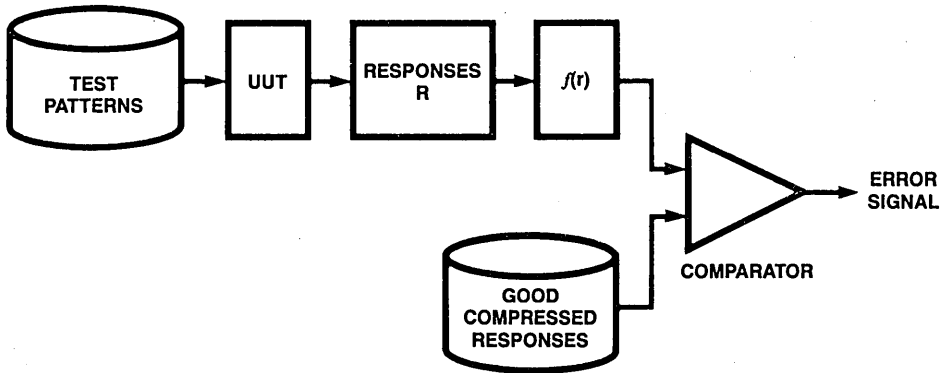 TEST
PATTERNS
UUT
RESPONSES
R
f(r)
ERROR
SIGNAL
COMPARATOR
GOOD
COMPRESSED
RESPONSES